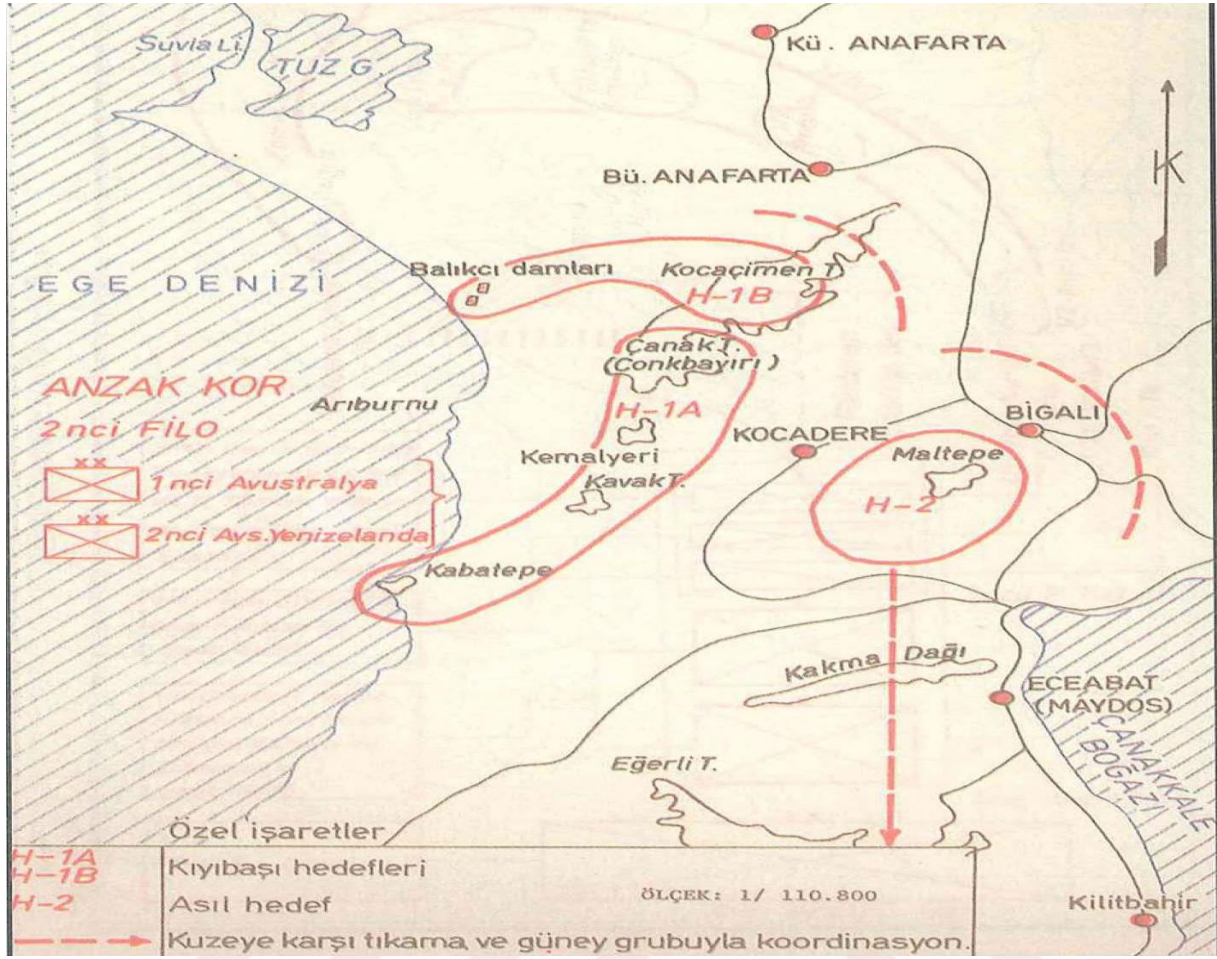 Suvla Li.
TUZ G.
Kü. ANAFARTA
K
Bü. ANAFARTA
EGE DENİZİ
Balıkcı damları
Kocaçimen T.
H-1B
Çanak T.
(Conkbayırı)
ANZAK KOR.
2nci FİLO
Arıburnu
H-1A
BİGALI
KOCADERE
xx
1nci Avustralya
Kemalyeri
Kavak T.
Maltepe
H-2
xx
2nci Avs.Yenizelanda
Kabatepe
Kakma Dağı
ECEABAT
(MAYDOS)
ÇANAKKALE
BOĞAZI
Eğerli T.
Özel işaretler
H-1A
H-1B
Kıyıbaşı hedefleri
ÖLÇEK: 1/ 110.800
H-2
Asıl hedef
Kilitbahir
Kuzeye karşı tıkama, ve güney grubuyla koordinasyon.